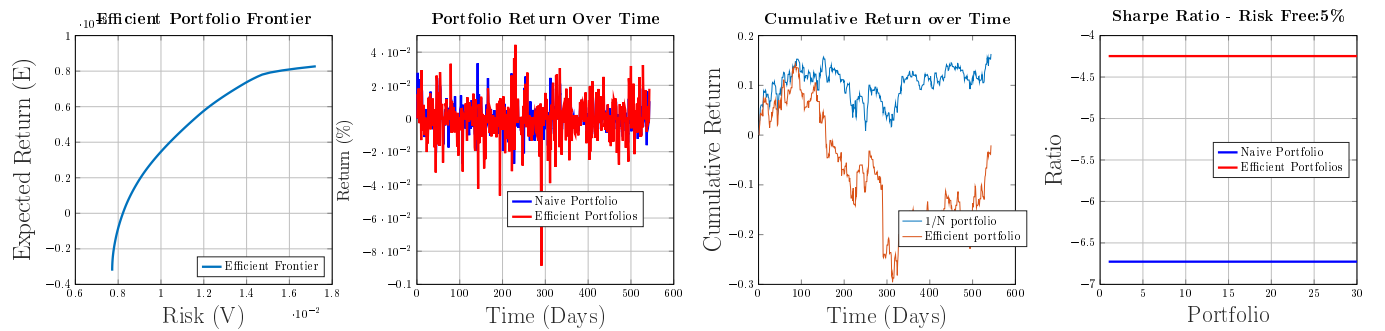 ·10
Efficient Portfolio Frontier
1
0.8
0.6
0.4
0.2
0
−0.2
−0.4
0.6
0.8
1
1.2
1.4
1.6
1.8
·10−2
Expected Return (E)
Risk (V)
Efficient Frontier
Portfolio Return Over Time
4 · 10−2
2 · 10−2
0
−2 · 10−2
−4 · 10−2
−6 · 10−2
−8 · 10−2
−0.1
0
100
200
300
400
500
600
Return (%)
Time (Days)
Naive Portfolio
Efficient Portfolios
Cumulative Return over Time
0.2
0.1
0
−0.1
−0.2
−0.3
0
100
200
300
400
500
600
Cumulative Return
Time (Days)
1/N portfolio
Efficient portfolio
Sharpe Ratio - Risk Free:5%
−4
−4.5
−5
−5.5
−6
−6.5
−7
0
5
10
15
20
25
30
Ratio
Portfolio
Naive Portfolio
Efficient Portfolios